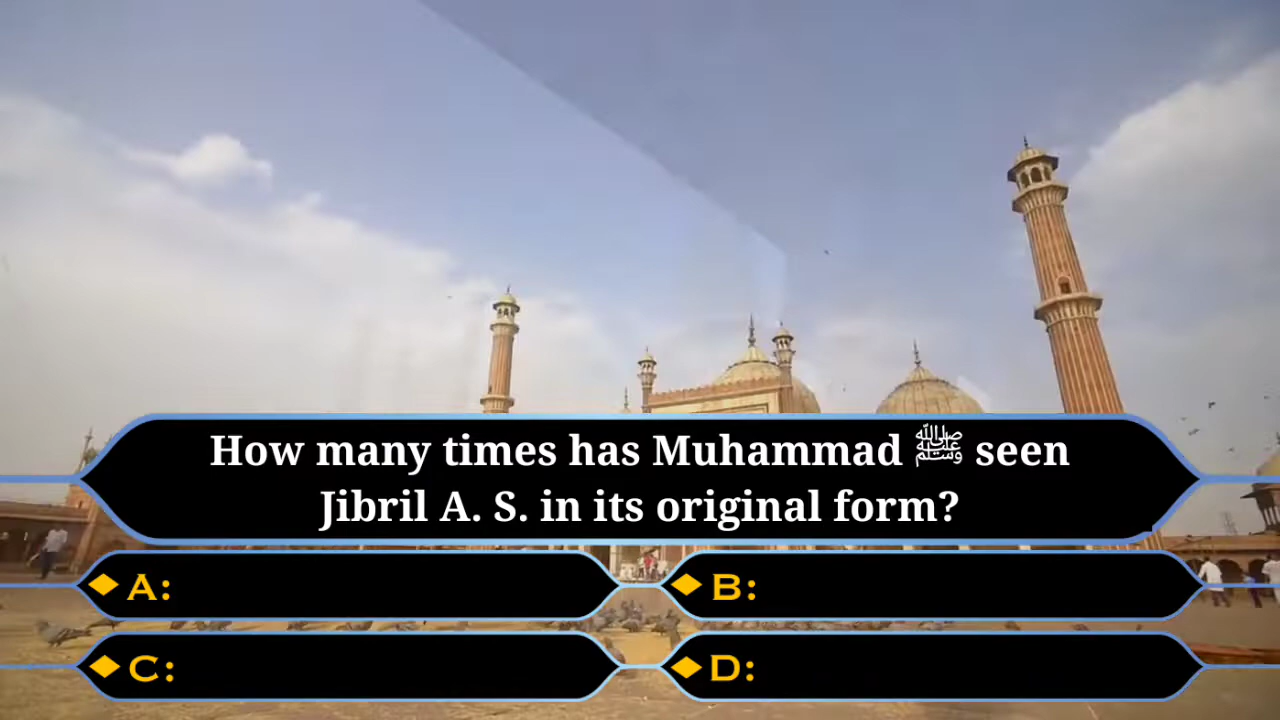 How many times has Muhammad ﷺ seen
Jibril A. S. in its original form?
A:
B:
C:
D: